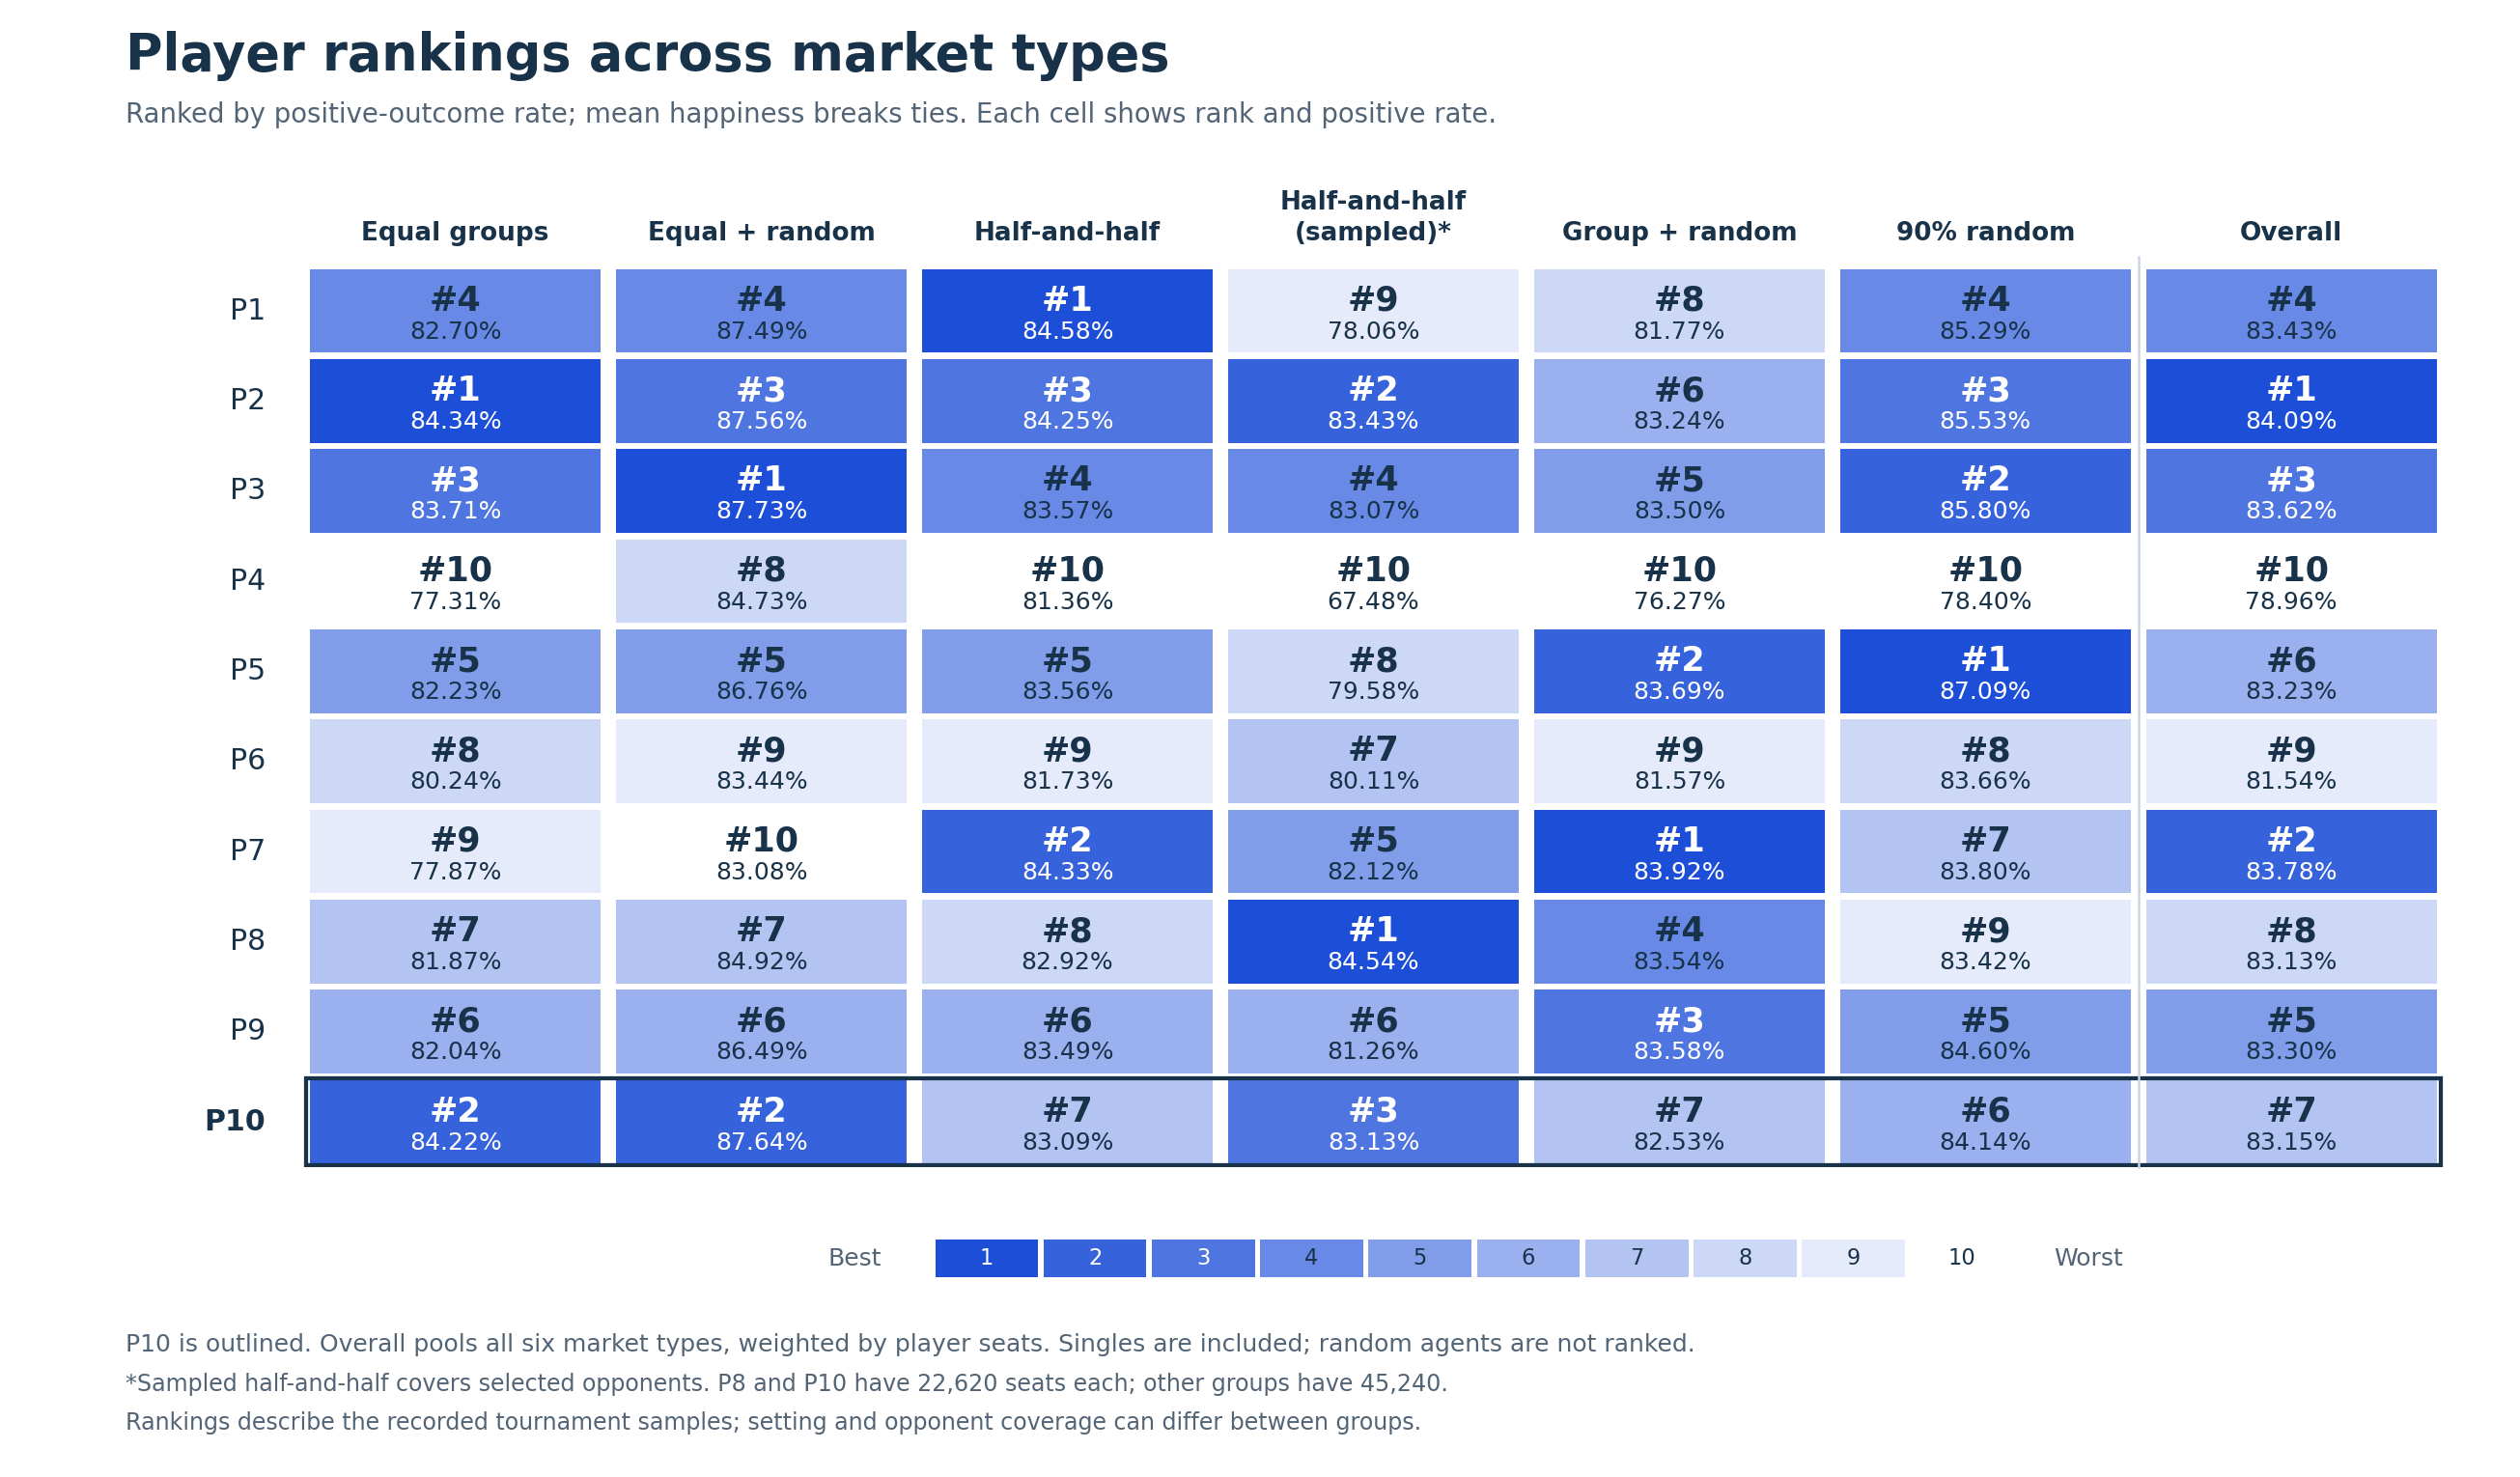 Player rankings across market types
Ranked by positive-outcome rate; mean happiness breaks ties. Each cell shows rank and positive rate.
Equal groups Equal + random Half-and-half Half-and-half (sampled)* Group + random 90% random Overall
P1 #4 #4 #1 #9 #8 #4 #4
82.70% 87.49% 84.58% 78.06% 81.77% 85.29% 83.43%
P2 #1 #3 #3 #2 #6 #3 #1
84.34% 87.56% 84.25% 83.43% 83.24% 85.53% 84.09%
P3 #3 #1 #4 #4 #5 #2 #3
83.71% 87.73% 83.57% 83.07% 83.50% 85.80% 83.62%
P4 #10 #8 #10 #10 #10 #10 #10
77.31% 84.73% 81.36% 67.48% 76.27% 78.40% 78.96%
P5 #5 #5 #5 #8 #2 #1 #6
82.23% 86.76% 83.56% 79.58% 83.69% 87.09% 83.23%
P6 #8 #9 #9 #7 #9 #8 #9
80.24% 83.44% 81.73% 80.11% 81.57% 83.66% 81.54%
P7 #9 #10 #2 #5 #1 #7 #2
77.87% 83.08% 84.33% 82.12% 83.92% 83.80% 83.78%
P8 #7 #7 #8 #1 #4 #9 #8
81.87% 84.92% 82.92% 84.54% 83.54% 83.42% 83.13%
P9 #6 #6 #6 #6 #3 #5 #5
82.04% 86.49% 83.49% 81.26% 83.58% 84.60% 83.30%
P10 #2 #2 #7 #3 #7 #6 #7
84.22% 87.64% 83.09% 83.13% 82.53% 84.14% 83.15%
Best 1 2 3 4 5 6 7 8 9 10 Worst
P10 is outlined. Overall pools all six market types, weighted by player seats. Singles are included; random agents are not ranked.
*Sampled half-and-half covers selected opponents. P8 and P10 have 22,620 seats each; other groups have 45,240.
Rankings describe the recorded tournament samples; setting and opponent coverage can differ between groups.